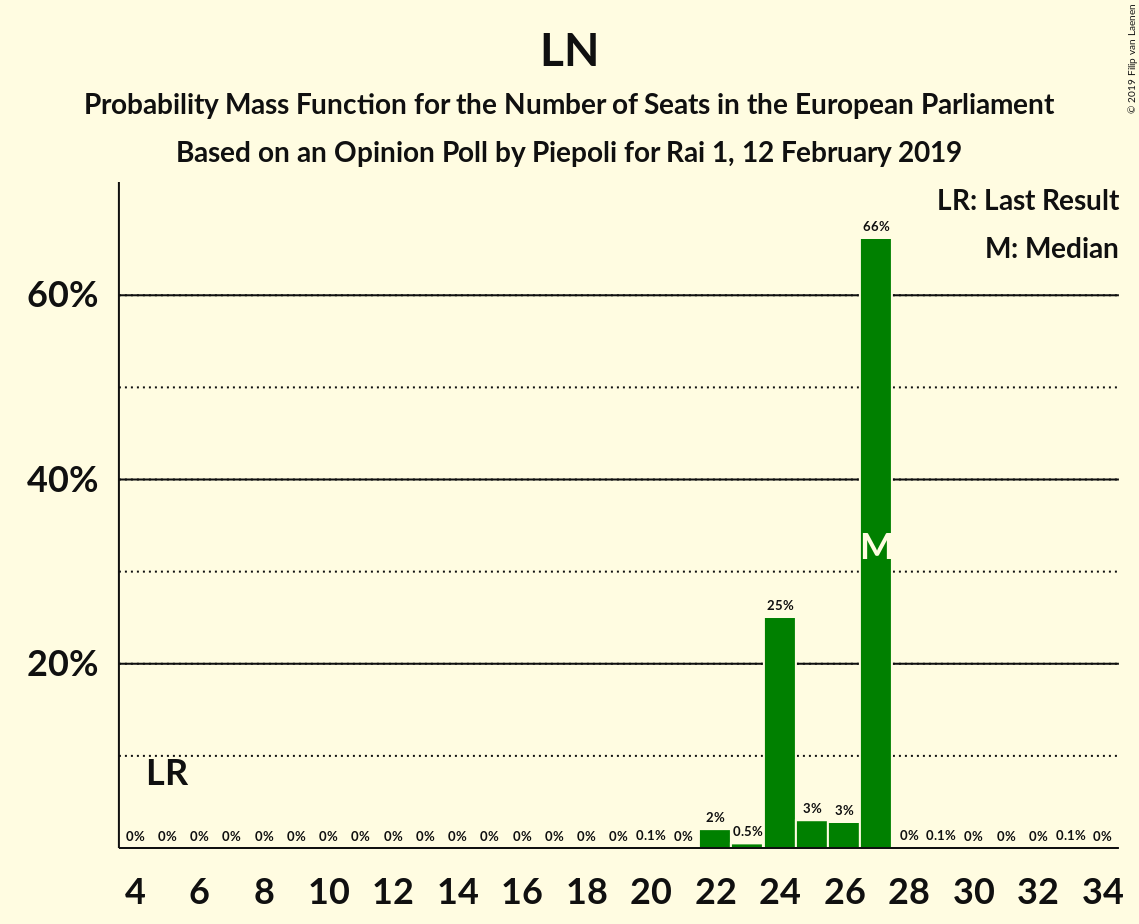 LN
Probability Mass Function for the Number of Seats in the European Parliament
Based on an Opinion Poll by Piepoli for Rai 1, 12 February 2019
© 2019 Filip van Laenen
LR: Last Result
M: Median
66%
60%
40%
M
25%
20%
LR
0% 0% 0% 0% 0% 0% 0% 0% 0% 0% 0% 0% 0% 0% 0% 0% 0.1% 0% 2% 0.5% 3% 3% 0% 0.1% 0% 0% 0% 0.1% 0%
4 6 8 10 12 14 16 18 20 22 24 26 28 30 32 34